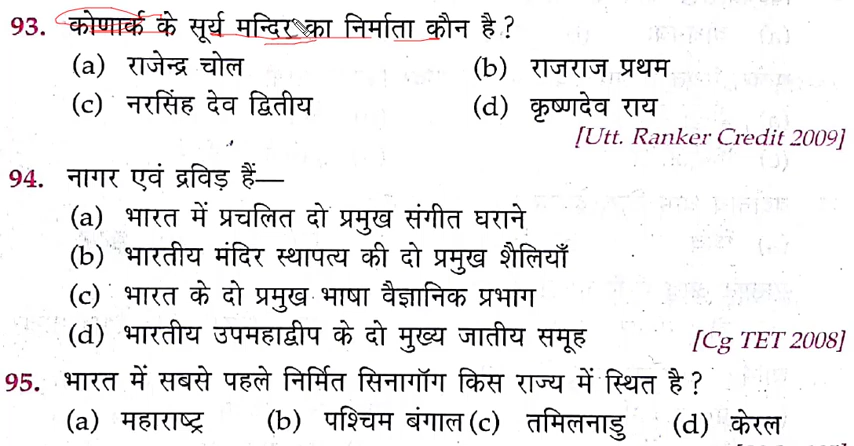 93. कोणार्क के सूर्य मन्दिर का निर्माता कौन है ?
(a) राजेन्द्र चोल (b) राजराज प्रथम
(c) नरसिंह देव द्वितीय (d) कृष्णदेव राय
[Utt. Ranker Credit 2009]
94. नागर एवं द्रविड़ हैं—
(a) भारत में प्रचलित दो प्रमुख संगीत घराने
(b) भारतीय मंदिर स्थापत्य की दो प्रमुख शैलियाँ
(c) भारत के दो प्रमुख भाषा वैज्ञानिक प्रभाग
(d) भारतीय उपमहाद्वीप के दो मुख्य जातीय समूह [Cg TET 2008]
95. भारत में सबसे पहले निर्मित सिनागॉग किस राज्य में स्थित है ?
(a) महाराष्ट्र (b) पश्चिम बंगाल (c) तमिलनाडु (d) केरल